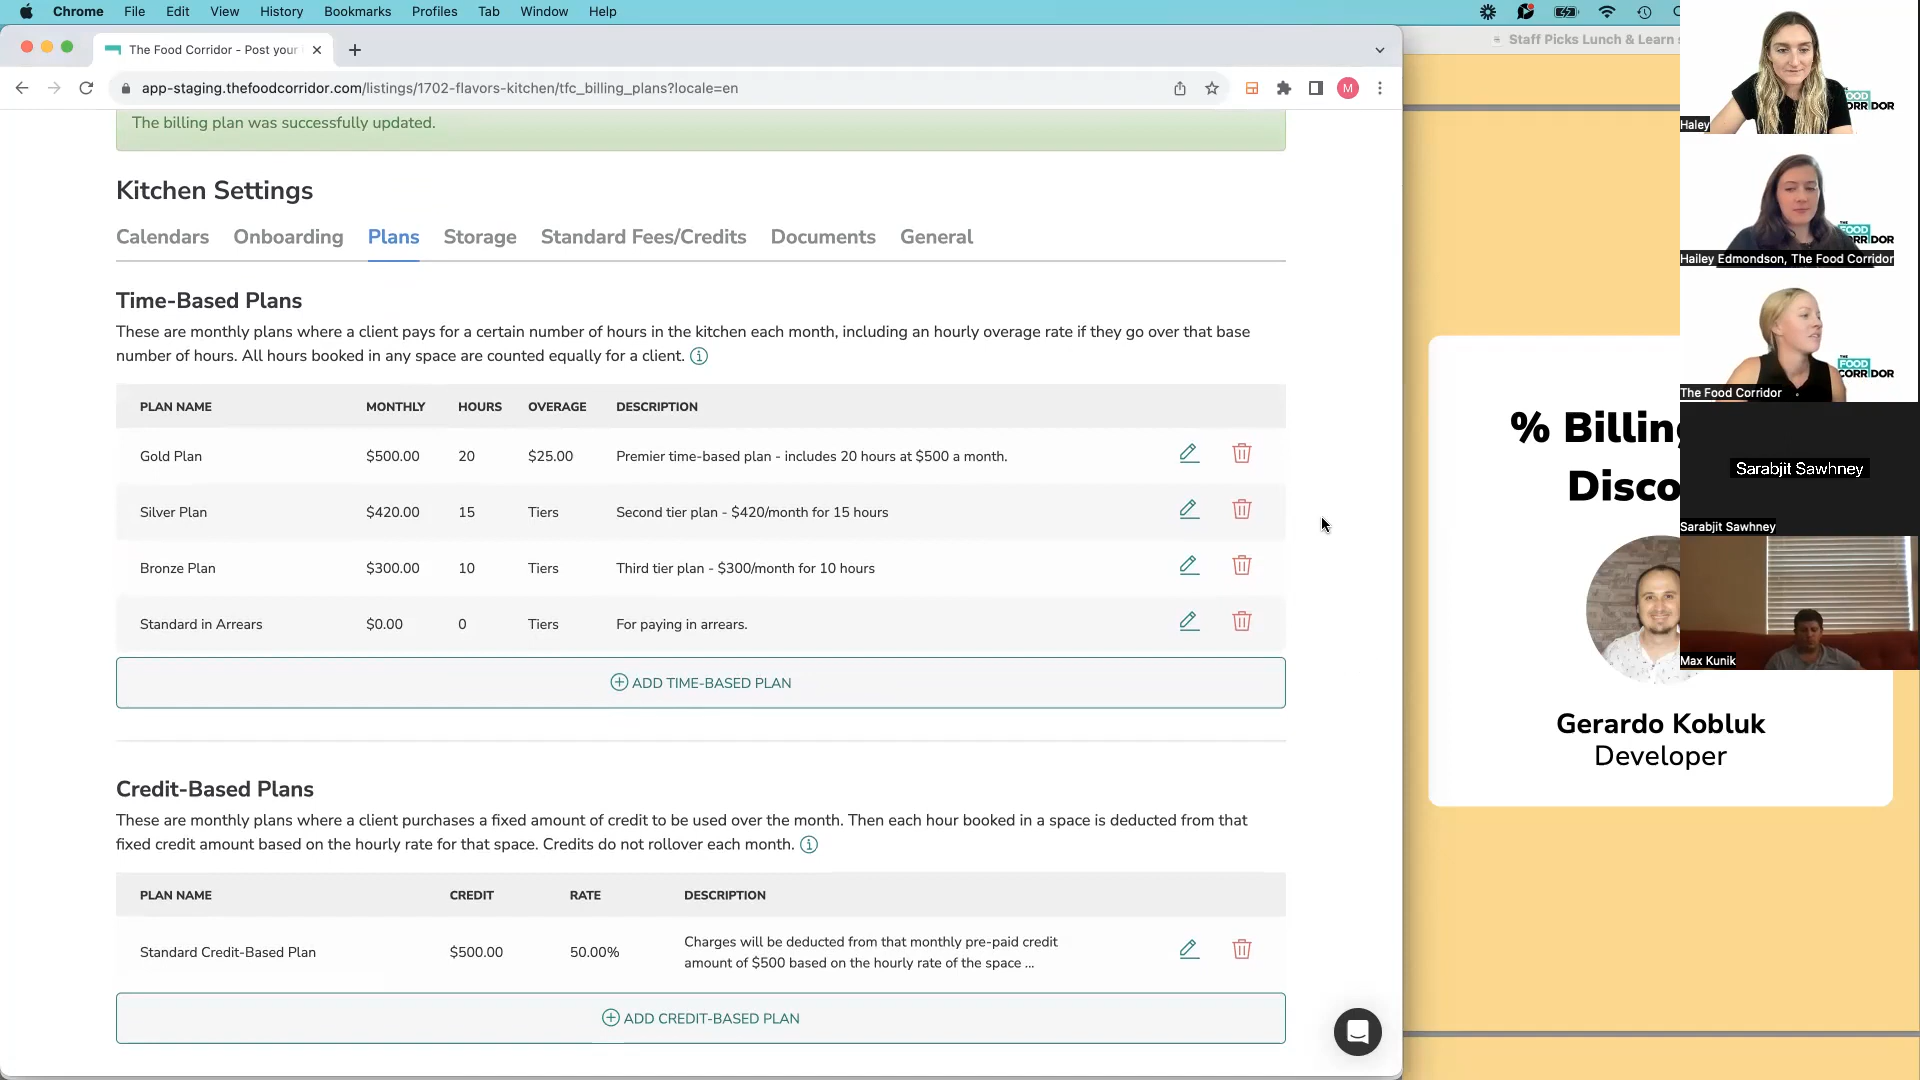 Chrome File Edit View History Bookmarks Profiles Tab Window Help
Staff Picks Lunch & Learn
The Food Corridor - Post your
app-staging.thefoodcorridor.com/listings/1702-flavors-kitchen/tfc_billing_plans?locale=en
M
The billing plan was successfully updated.
Kitchen Settings
Calendars Onboarding Plans Storage Standard Fees/Credits Documents General
Time-Based Plans
These are monthly plans where a client pays for a certain number of hours in the kitchen each month, including an hourly overage rate if they go over that base
number of hours. All hours booked in any space are counted equally for a client.
PLAN NAME MONTHLY HOURS OVERAGE DESCRIPTION
Gold Plan $500.00 20 $25.00 Premier time-based plan - includes 20 hours at $500 a month.
Silver Plan $420.00 15 Tiers Second tier plan - $420/month for 15 hours
Bronze Plan $300.00 10 Tiers Third tier plan - $300/month for 10 hours
Standard in Arrears $0.00 0 Tiers For paying in arrears.
ADD TIME-BASED PLAN
Credit-Based Plans
These are monthly plans where a client purchases a fixed amount of credit to be used over the month. Then each hour booked in a space is deducted from that
fixed credit amount based on the hourly rate for that space. Credits do not rollover each month.
PLAN NAME CREDIT RATE DESCRIPTION
Standard Credit-Based Plan $500.00 50.00% Charges will be deducted from that monthly pre-paid credit
amount of $500 based on the hourly rate of the space ...
ADD CREDIT-BASED PLAN
% Billing
Disco
Gerardo Kobluk
Developer
Haley
Hailey Edmondson, The Food Corridor
THE
FOOD
CORRIDOR
The Food Corridor
Sarabjit Sawhney
Sarabjit Sawhney
Max Kunik